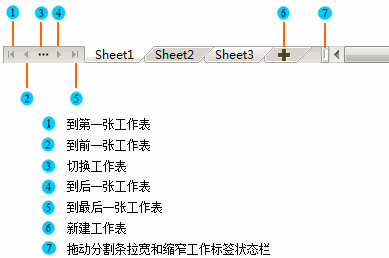 1 3 4 6 7
Sheet1 Sheet2 Sheet3
2 5
1 到第一张工作表
2 到前一张工作表
3 切换工作表
4 到后一张工作表
5 到最后一张工作表
6 新建工作表
7 拖动分割条拉宽和缩窄工作标签状态栏